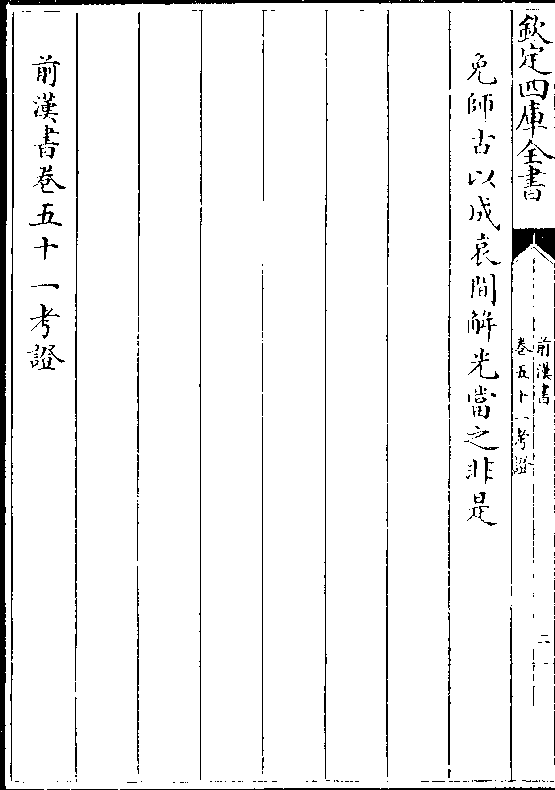 欽定四庫全書
前漢書
卷五十一考證
二
免師古以成哀間解光當之非是
前漢書卷五十一考證